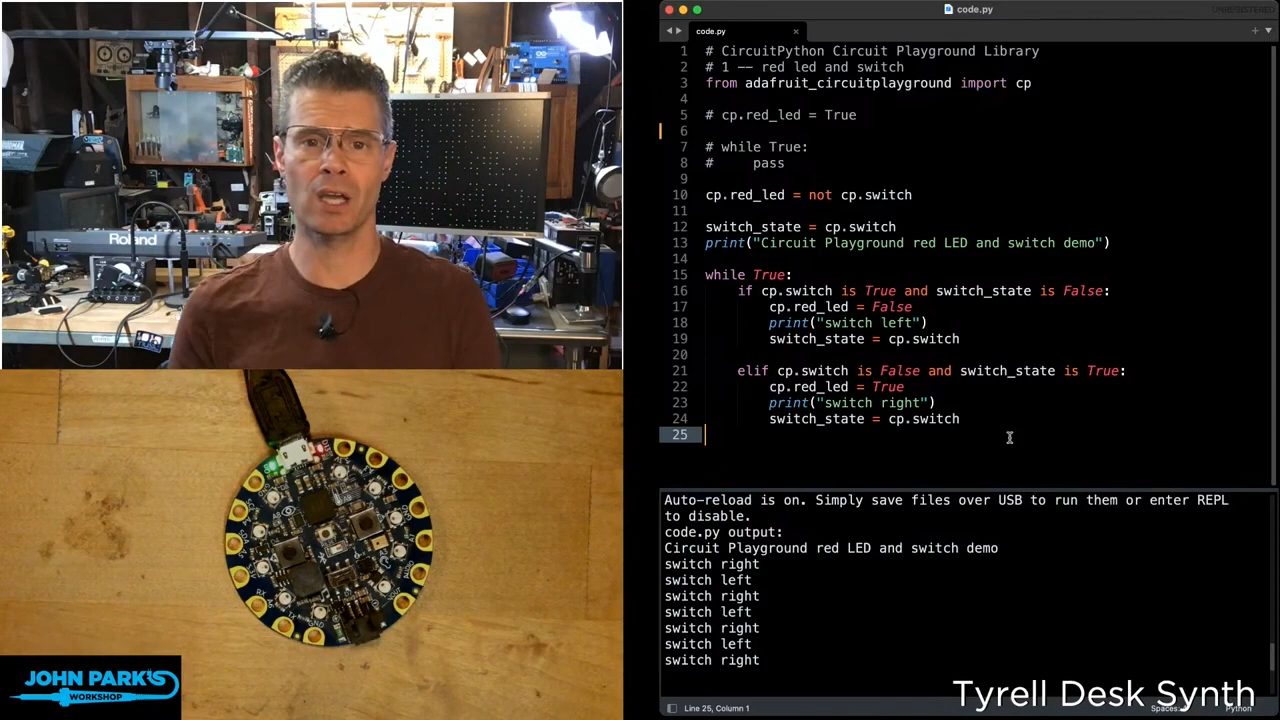 code.py
UNREGISTERED
code.py
1 # CircuitPython Circuit Playground Library
2 # 1 -- red led and switch
3 from adafruit_circuitplayground import cp
4
5 # cp.red_led = True
6
7 # while True:
8 #     pass
9
10 cp.red_led = not cp.switch
11
12 switch_state = cp.switch
13 print("Circuit Playground red LED and switch demo")
14
15 while True:
16     if cp.switch is True and switch_state is False:
17         cp.red_led = False
18         print("switch left")
19         switch_state = cp.switch
20
21     elif cp.switch is False and switch_state is True:
22         cp.red_led = True
23         print("switch right")
24         switch_state = cp.switch
25
Auto-reload is on. Simply save files over USB to run them or enter REPL
to disable.
code.py output:
Circuit Playground red LED and switch demo
switch right
switch left
switch right
switch left
switch right
switch left
switch right
Line 25, Column 1
Spaces:
Python
Tyrell Desk Synth
Roland
JOHN PARK'S
WORKSHOP